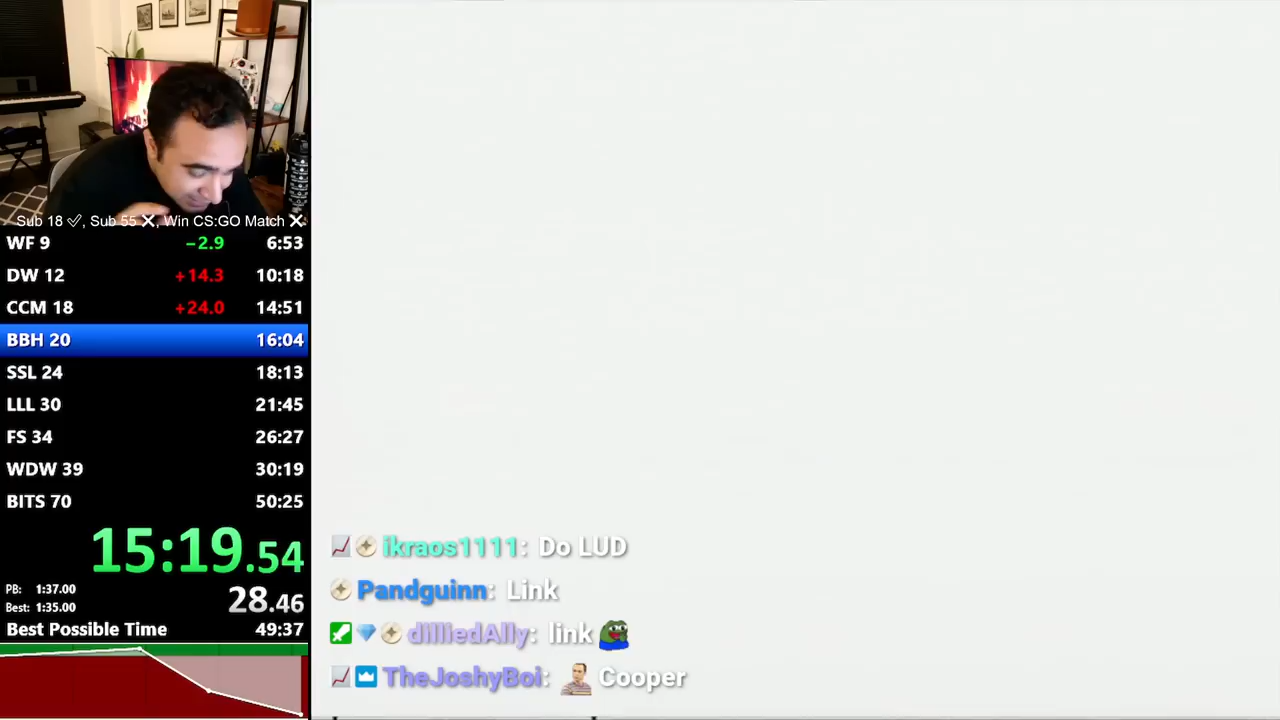 Sub 18 ✓, Sub 55 ✕, Win CS:GO Match ✕
WF 9 −2.9 6:53
DW 12 +14.3 10:18
CCM 18 +24.0 14:51
BBH 20 16:04
SSL 24 18:13
LLL 30 21:45
FS 34 26:27
WDW 39 30:19
BITS 70 50:25
15:19.54
PB: 1:37.00
Best: 1:35.00
28.46
Best Possible Time 49:37
ikraos1111: Do LUD
Pandguinn: Link
dilliedAlly: link
TheJoshyBoi: Cooper